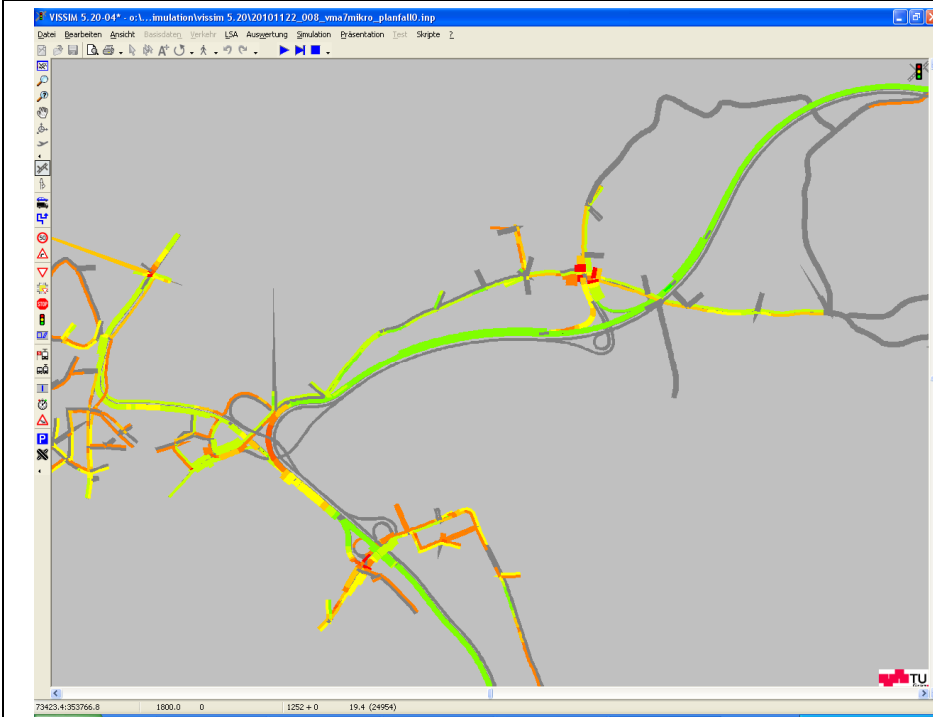 VISSIM 5.20-04* - o:\...imulation\vissim 5.20\20101122_008_vma7mikro_planfall0.inp
Datei Bearbeiten Ansicht Basisdaten Verkehr LSA Auswertung Simulation Präsentation Test Skripte ?
STOP
P
TU
73423.4:353766.8 1800.0 0 1252 + 0 19.4 (24954)